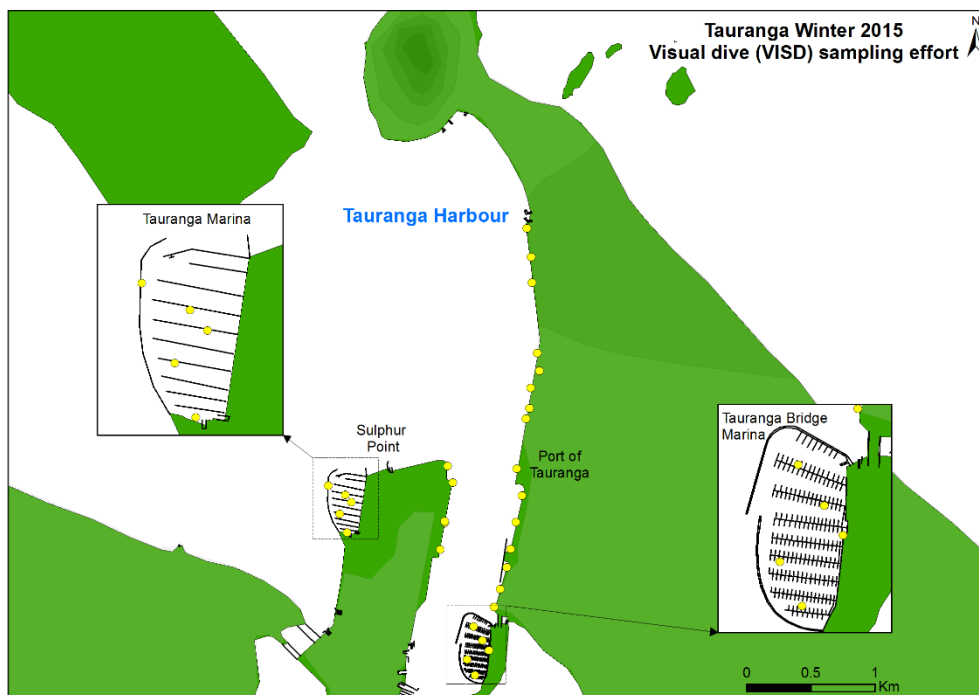 Tauranga Winter 2015
Visual dive (VISD) sampling effort
N
Tauranga Marina
Tauranga Harbour
Sulphur
Point
Port of
Tauranga
Tauranga Bridge
Marina
0 0.5 1
Km